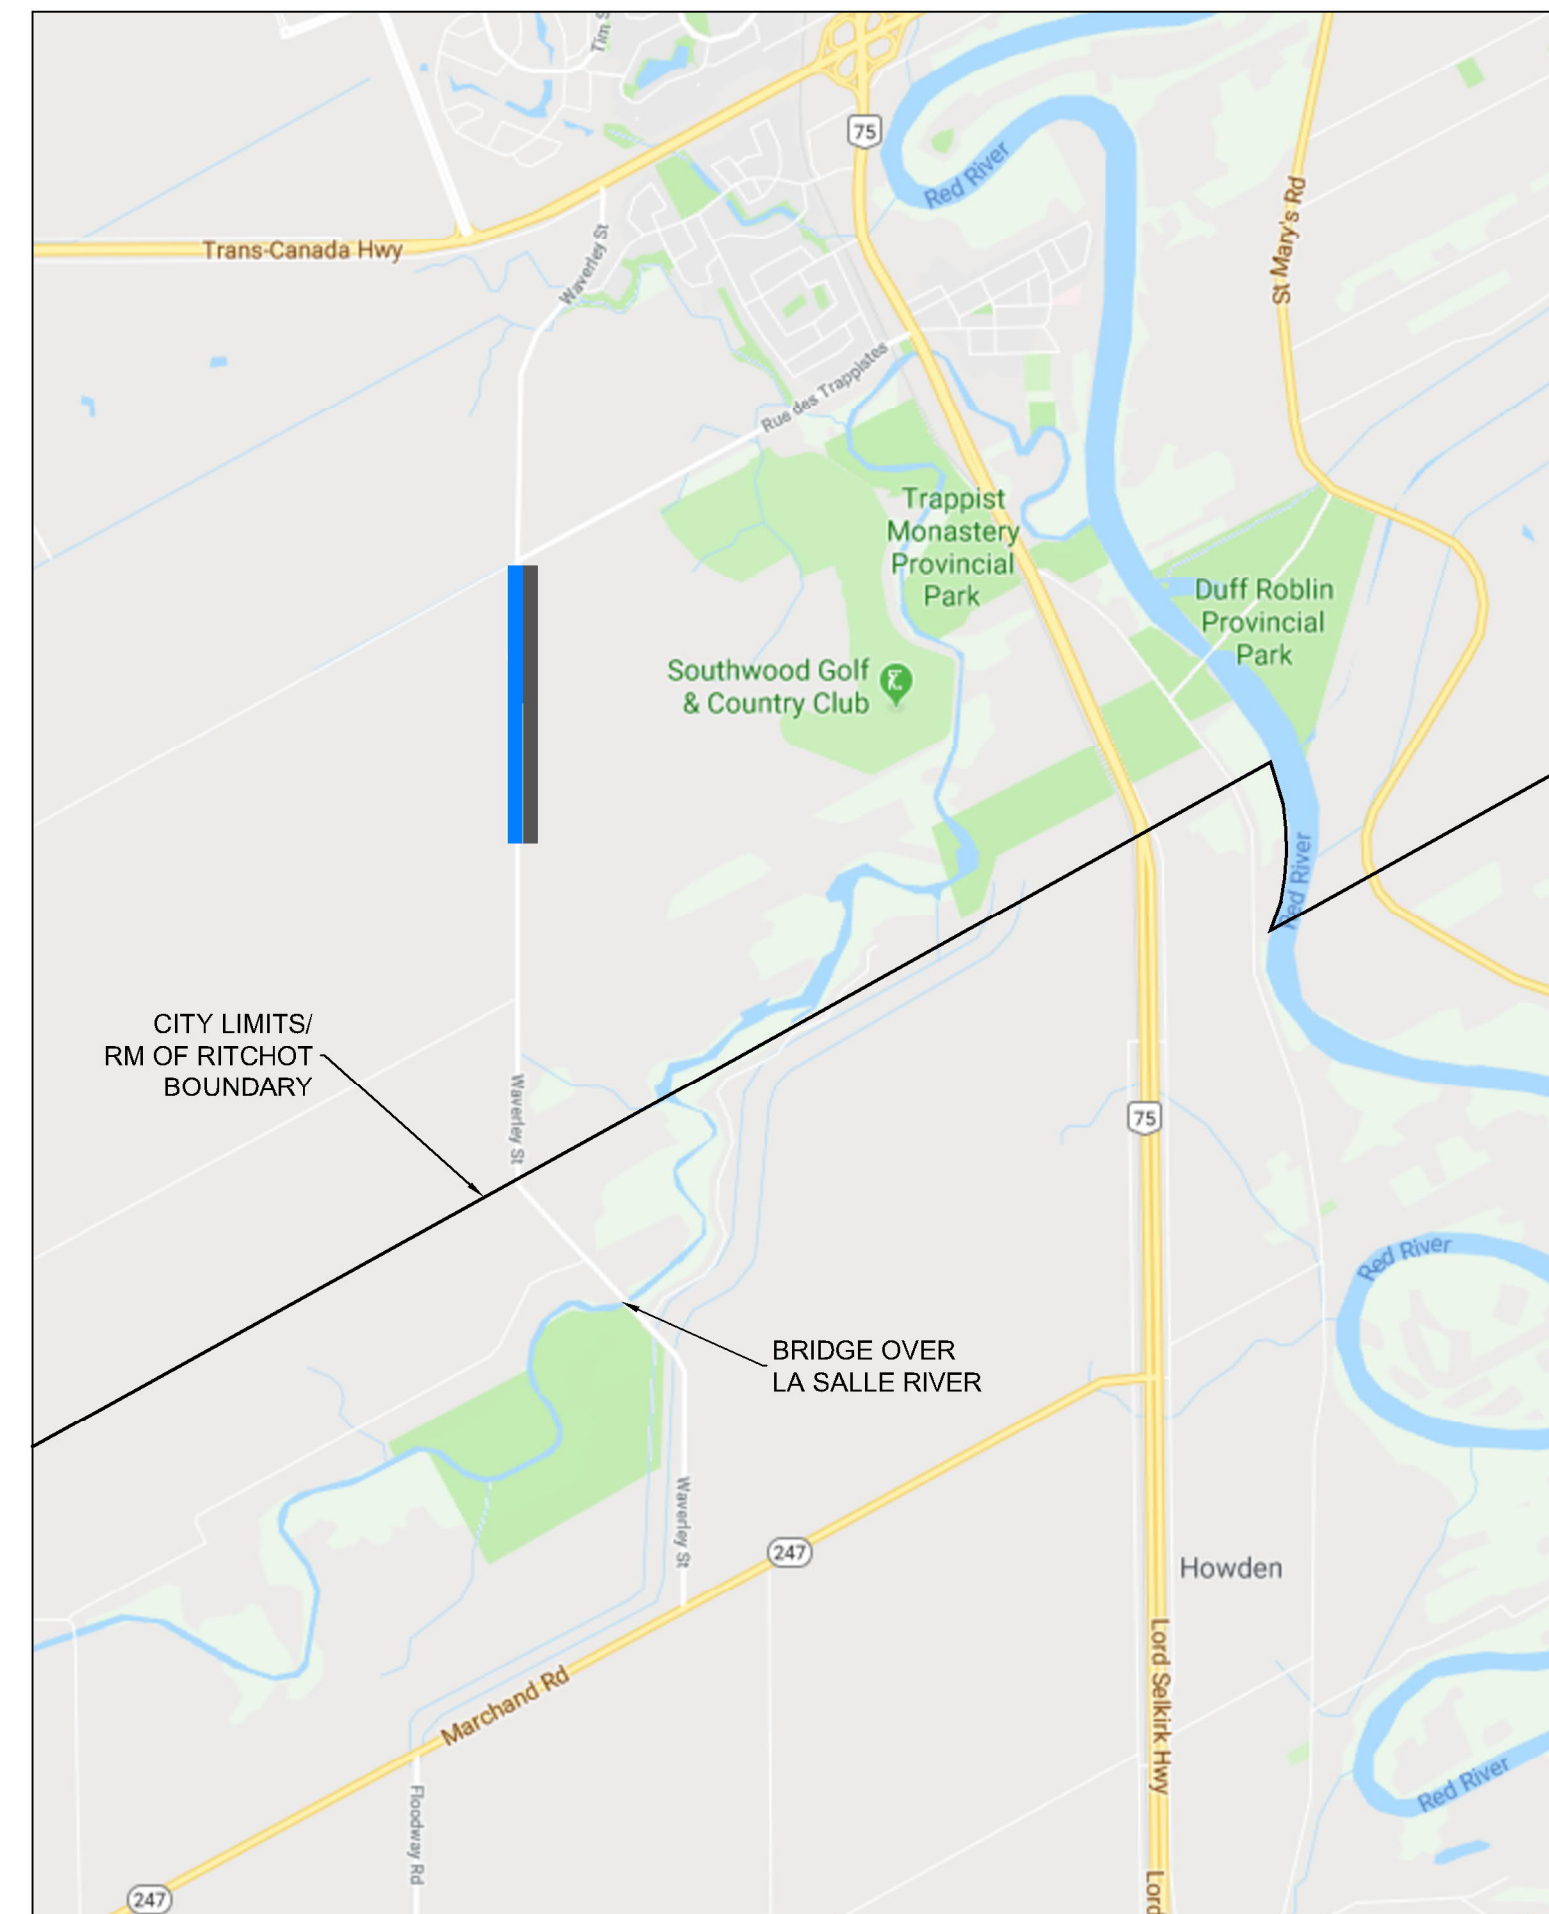 Tim S
75
Red River
St Mary's Rd
Trans-Canada Hwy
Waverley St
Rue des Trappistes
Trappist
Monastery
Provincial
Park
Duff Roblin
Provincial
Park
Southwood Golf
& Country Club
Red River
CITY LIMITS/
RM OF RITCHOT
BOUNDARY
Waverley St
75
Red River
BRIDGE OVER
LA SALLE RIVER
Waverley St
247
Howden
Lord Selkirk Hwy
Marchand Rd
Red River
Floodway Rd
247
Lord